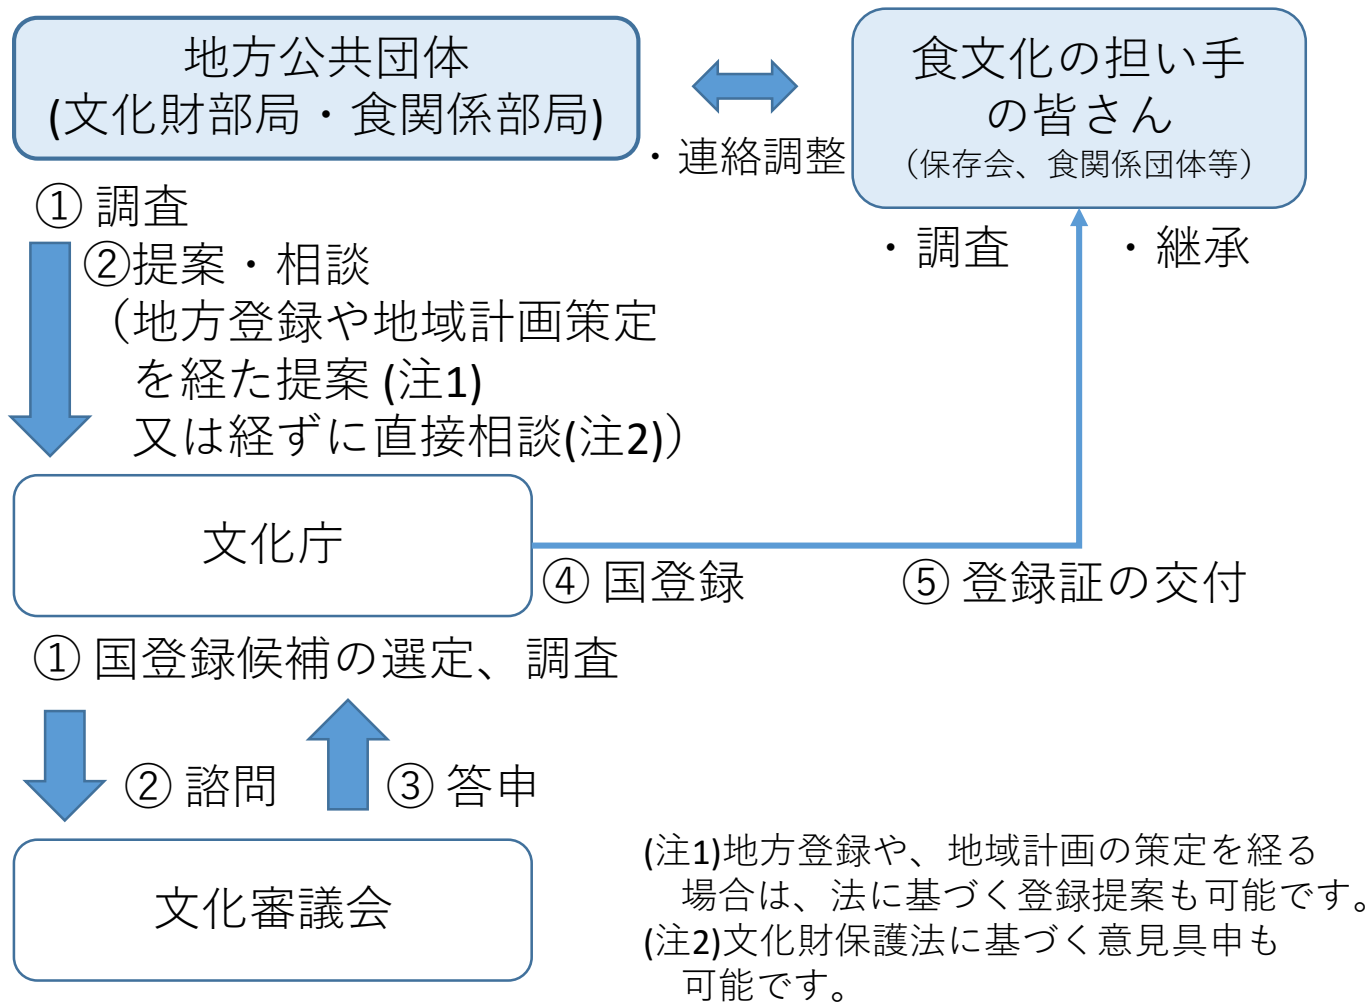 地方公共団体
(文化財部局・食関係部局)
・連絡調整
食文化の担い手
の皆さん
（保存会、食関係団体等）
・調査
・継承
① 調査
②提案・相談
（地方登録や地域計画策定
を経た提案 (注1)
又は経ずに直接相談(注2)）
文化庁
④ 国登録
⑤ 登録証の交付
① 国登録候補の選定、調査
② 諮問
③ 答申
文化審議会
(注1)地方登録や、地域計画の策定を経る
場合は、法に基づく登録提案も可能です。
(注2)文化財保護法に基づく意見具申も
可能です。